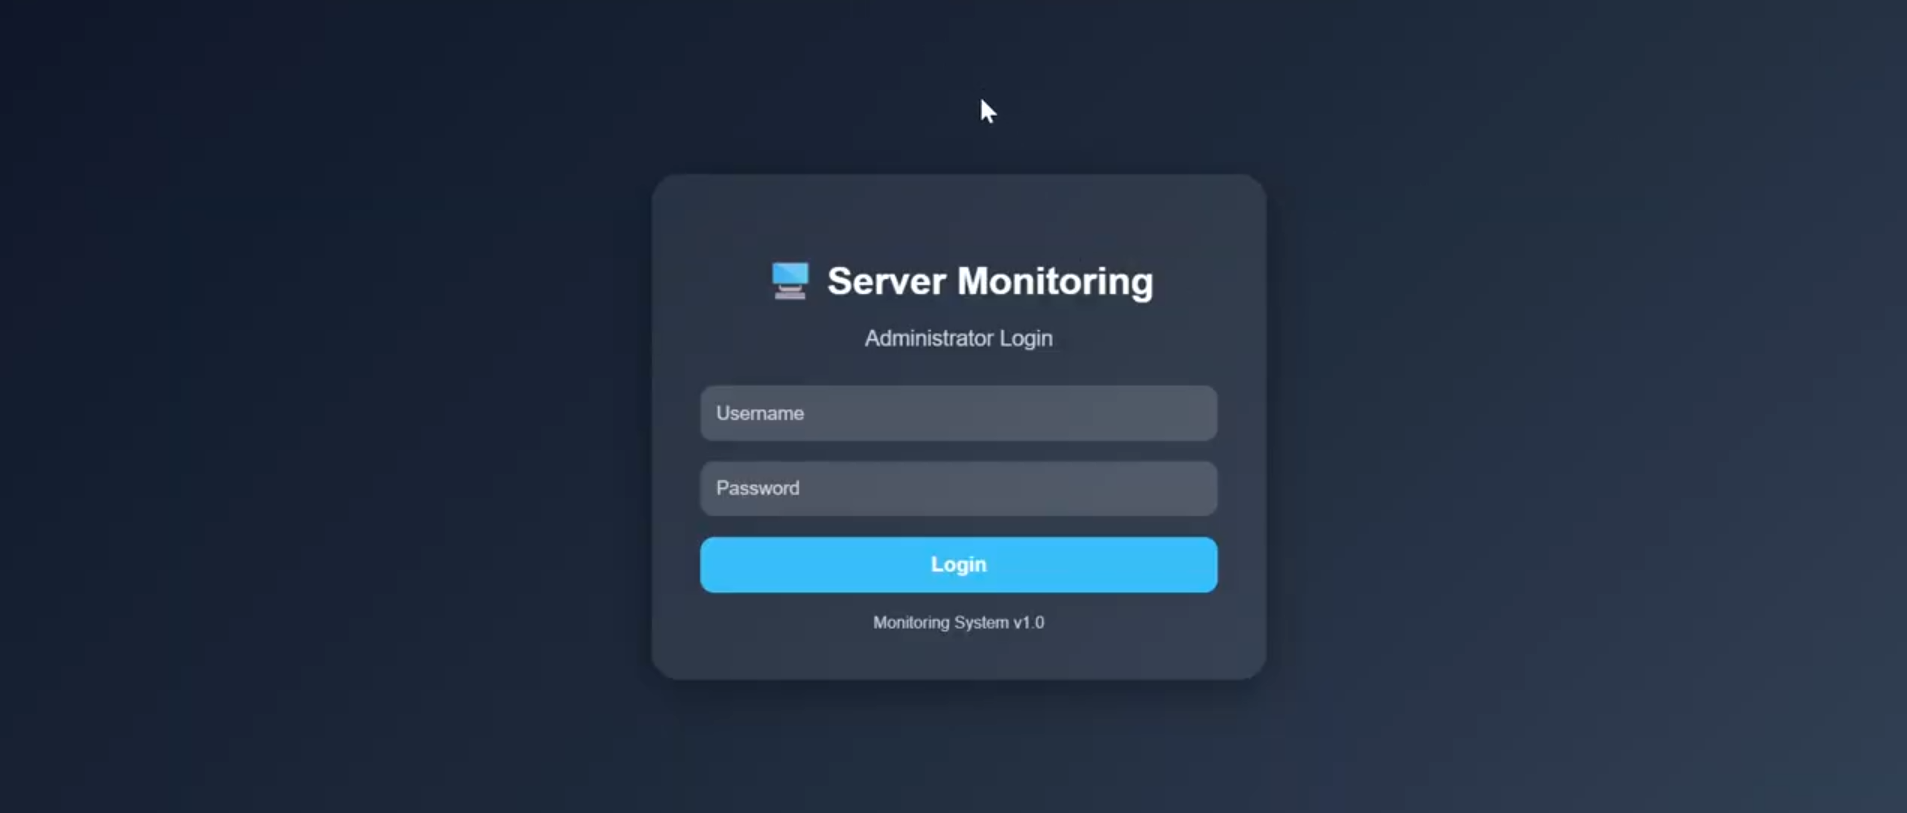 Server Monitoring
Administrator Login
Username
Password
Login
Monitoring System v1.0